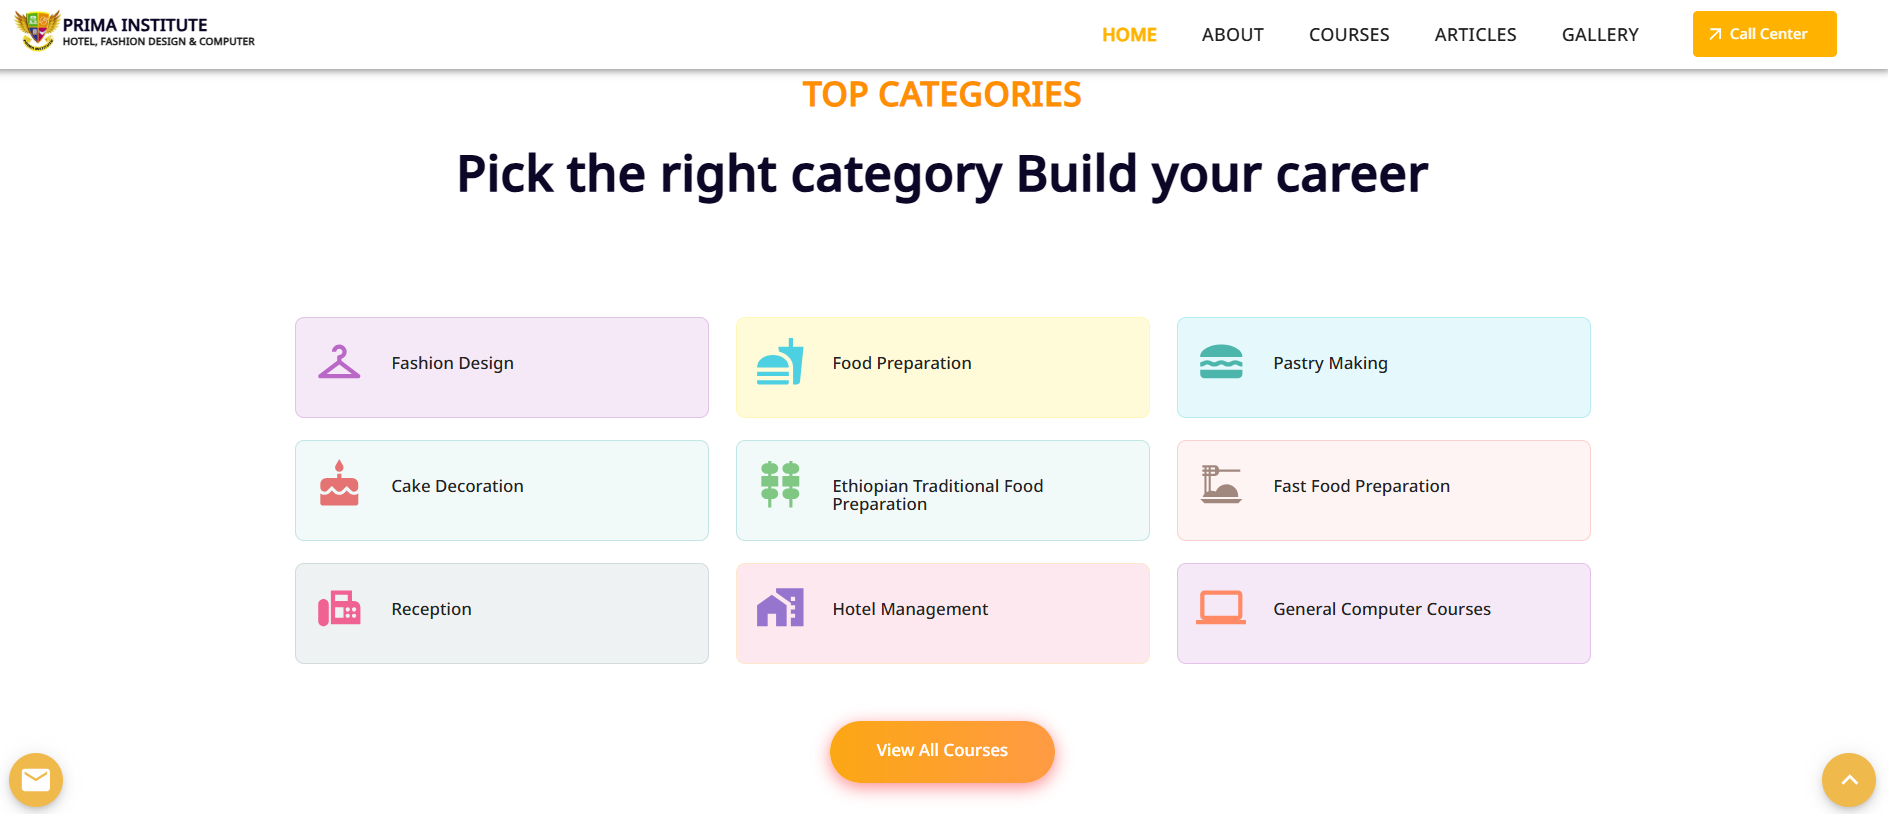 PRIMA INSTITUTE
HOTEL, FASHION DESIGN & COMPUTER
HOME
ABOUT
COURSES
ARTICLES
GALLERY
Call Center
TOP CATEGORIES
Pick the right category Build your career
Fashion Design
Food Preparation
Pastry Making
Cake Decoration
Ethiopian Traditional Food
Preparation
Fast Food Preparation
Reception
Hotel Management
General Computer Courses
View All Courses